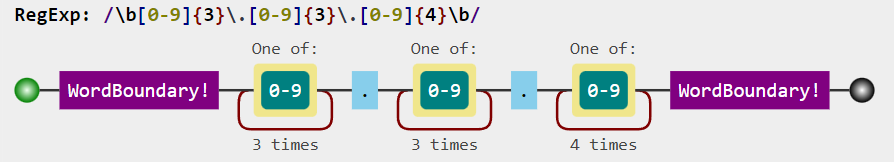 RegExp: /\b[0-9]{3}\.[0-9]{3}\.[0-9]{4}\b/
One of: One of: One of:
WordBoundary! 0-9 . 0-9 . 0-9 WordBoundary!
3 times 3 times 4 times